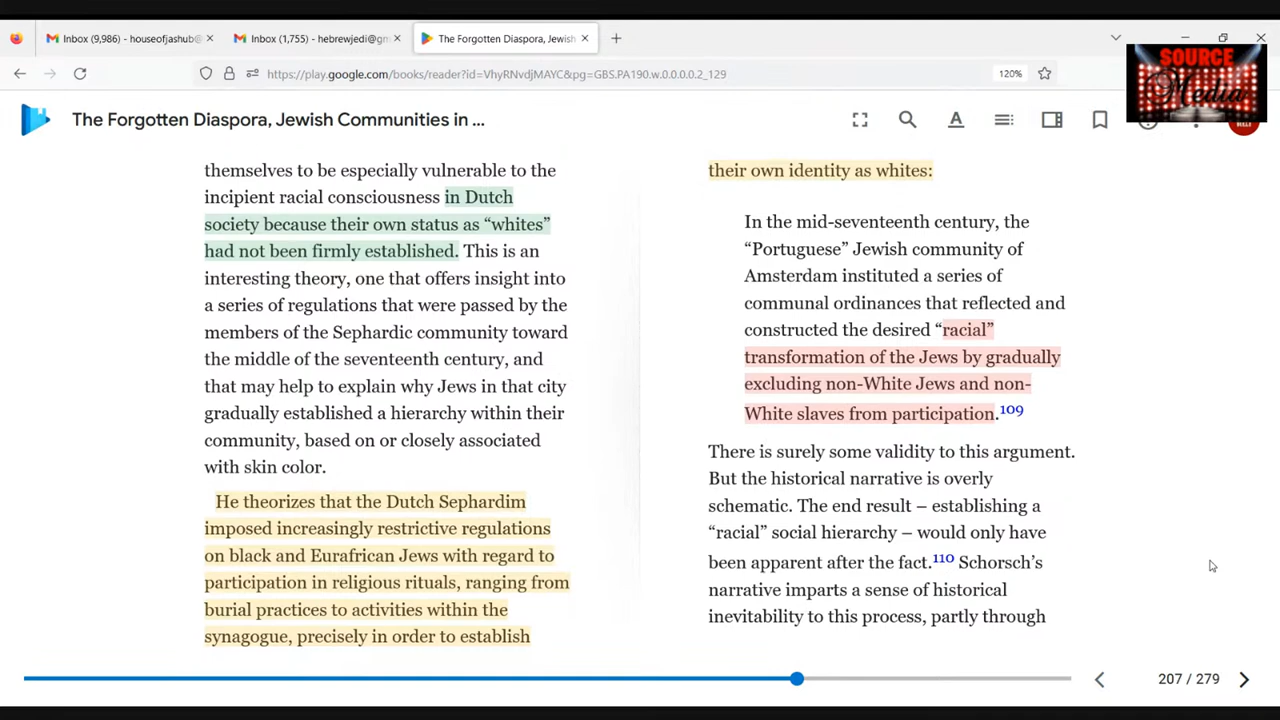 Inbox (9,986) - houseofjashub@
Inbox (1,755) - hebrewjedi@gm
The Forgotten Diaspora, Jewish
https://play.google.com/books/reader?id=VhyRNvdjMAYC&pg=GBS.PA190.w.0.0.0.0.2_129
120%
SOURCE
Media
The Forgotten Diaspora, Jewish Communities in ...
themselves to be especially vulnerable to the
incipient racial consciousness in Dutch
society because their own status as “whites”
had not been firmly established. This is an
interesting theory, one that offers insight into
a series of regulations that were passed by the
members of the Sephardic community toward
the middle of the seventeenth century, and
that may help to explain why Jews in that city
gradually established a hierarchy within their
community, based on or closely associated
with skin color.
He theorizes that the Dutch Sephardim
imposed increasingly restrictive regulations
on black and Eurafrican Jews with regard to
participation in religious rituals, ranging from
burial practices to activities within the
synagogue, precisely in order to establish
their own identity as whites:
In the mid-seventeenth century, the
“Portuguese” Jewish community of
Amsterdam instituted a series of
communal ordinances that reflected and
constructed the desired “racial”
transformation of the Jews by gradually
excluding non-White Jews and non-
White slaves from participation.109
There is surely some validity to this argument.
But the historical narrative is overly
schematic. The end result – establishing a
“racial” social hierarchy – would only have
been apparent after the fact.110 Schorsch’s
narrative imparts a sense of historical
inevitability to this process, partly through
207 / 279